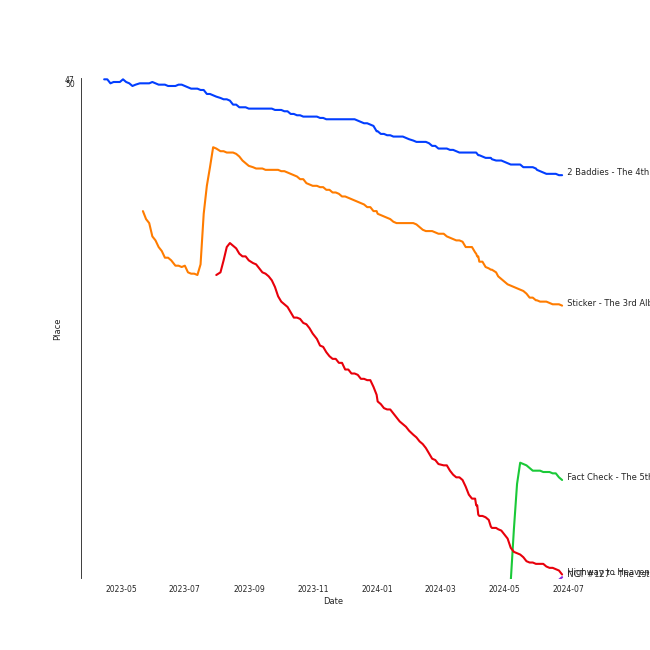 47
50
2 Baddies - The 4th
Sticker - The 3rd Alb
Place
Fact Check - The 5th
Highway to Heaven
NCT #127 - The 1st
2023-05
2023-07
2023-09
2023-11
2024-01
2024-03
2024-05
2024-07
Date